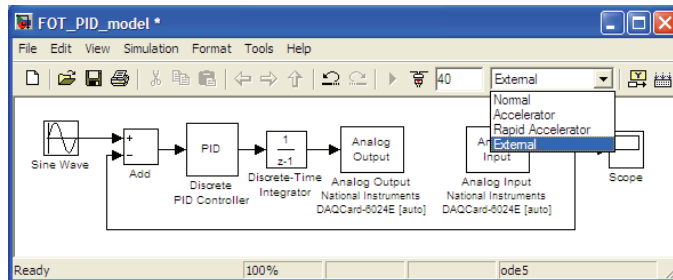 FOT_PID_model *
File Edit View Simulation Format Tools Help
40 External
Normal
Accelerator
Rapid Accelerator
External
Sine Wave
+
−
Add
PID
Discrete
PID Controller
1
z-1
Discrete-Time
Integrator
Analog
Output
Analog Output
National Instruments
DAQCard-6024E [auto]
Input
Analog Input
National Instruments
DAQCard-6024E [auto]
Scope
Ready 100% ode5